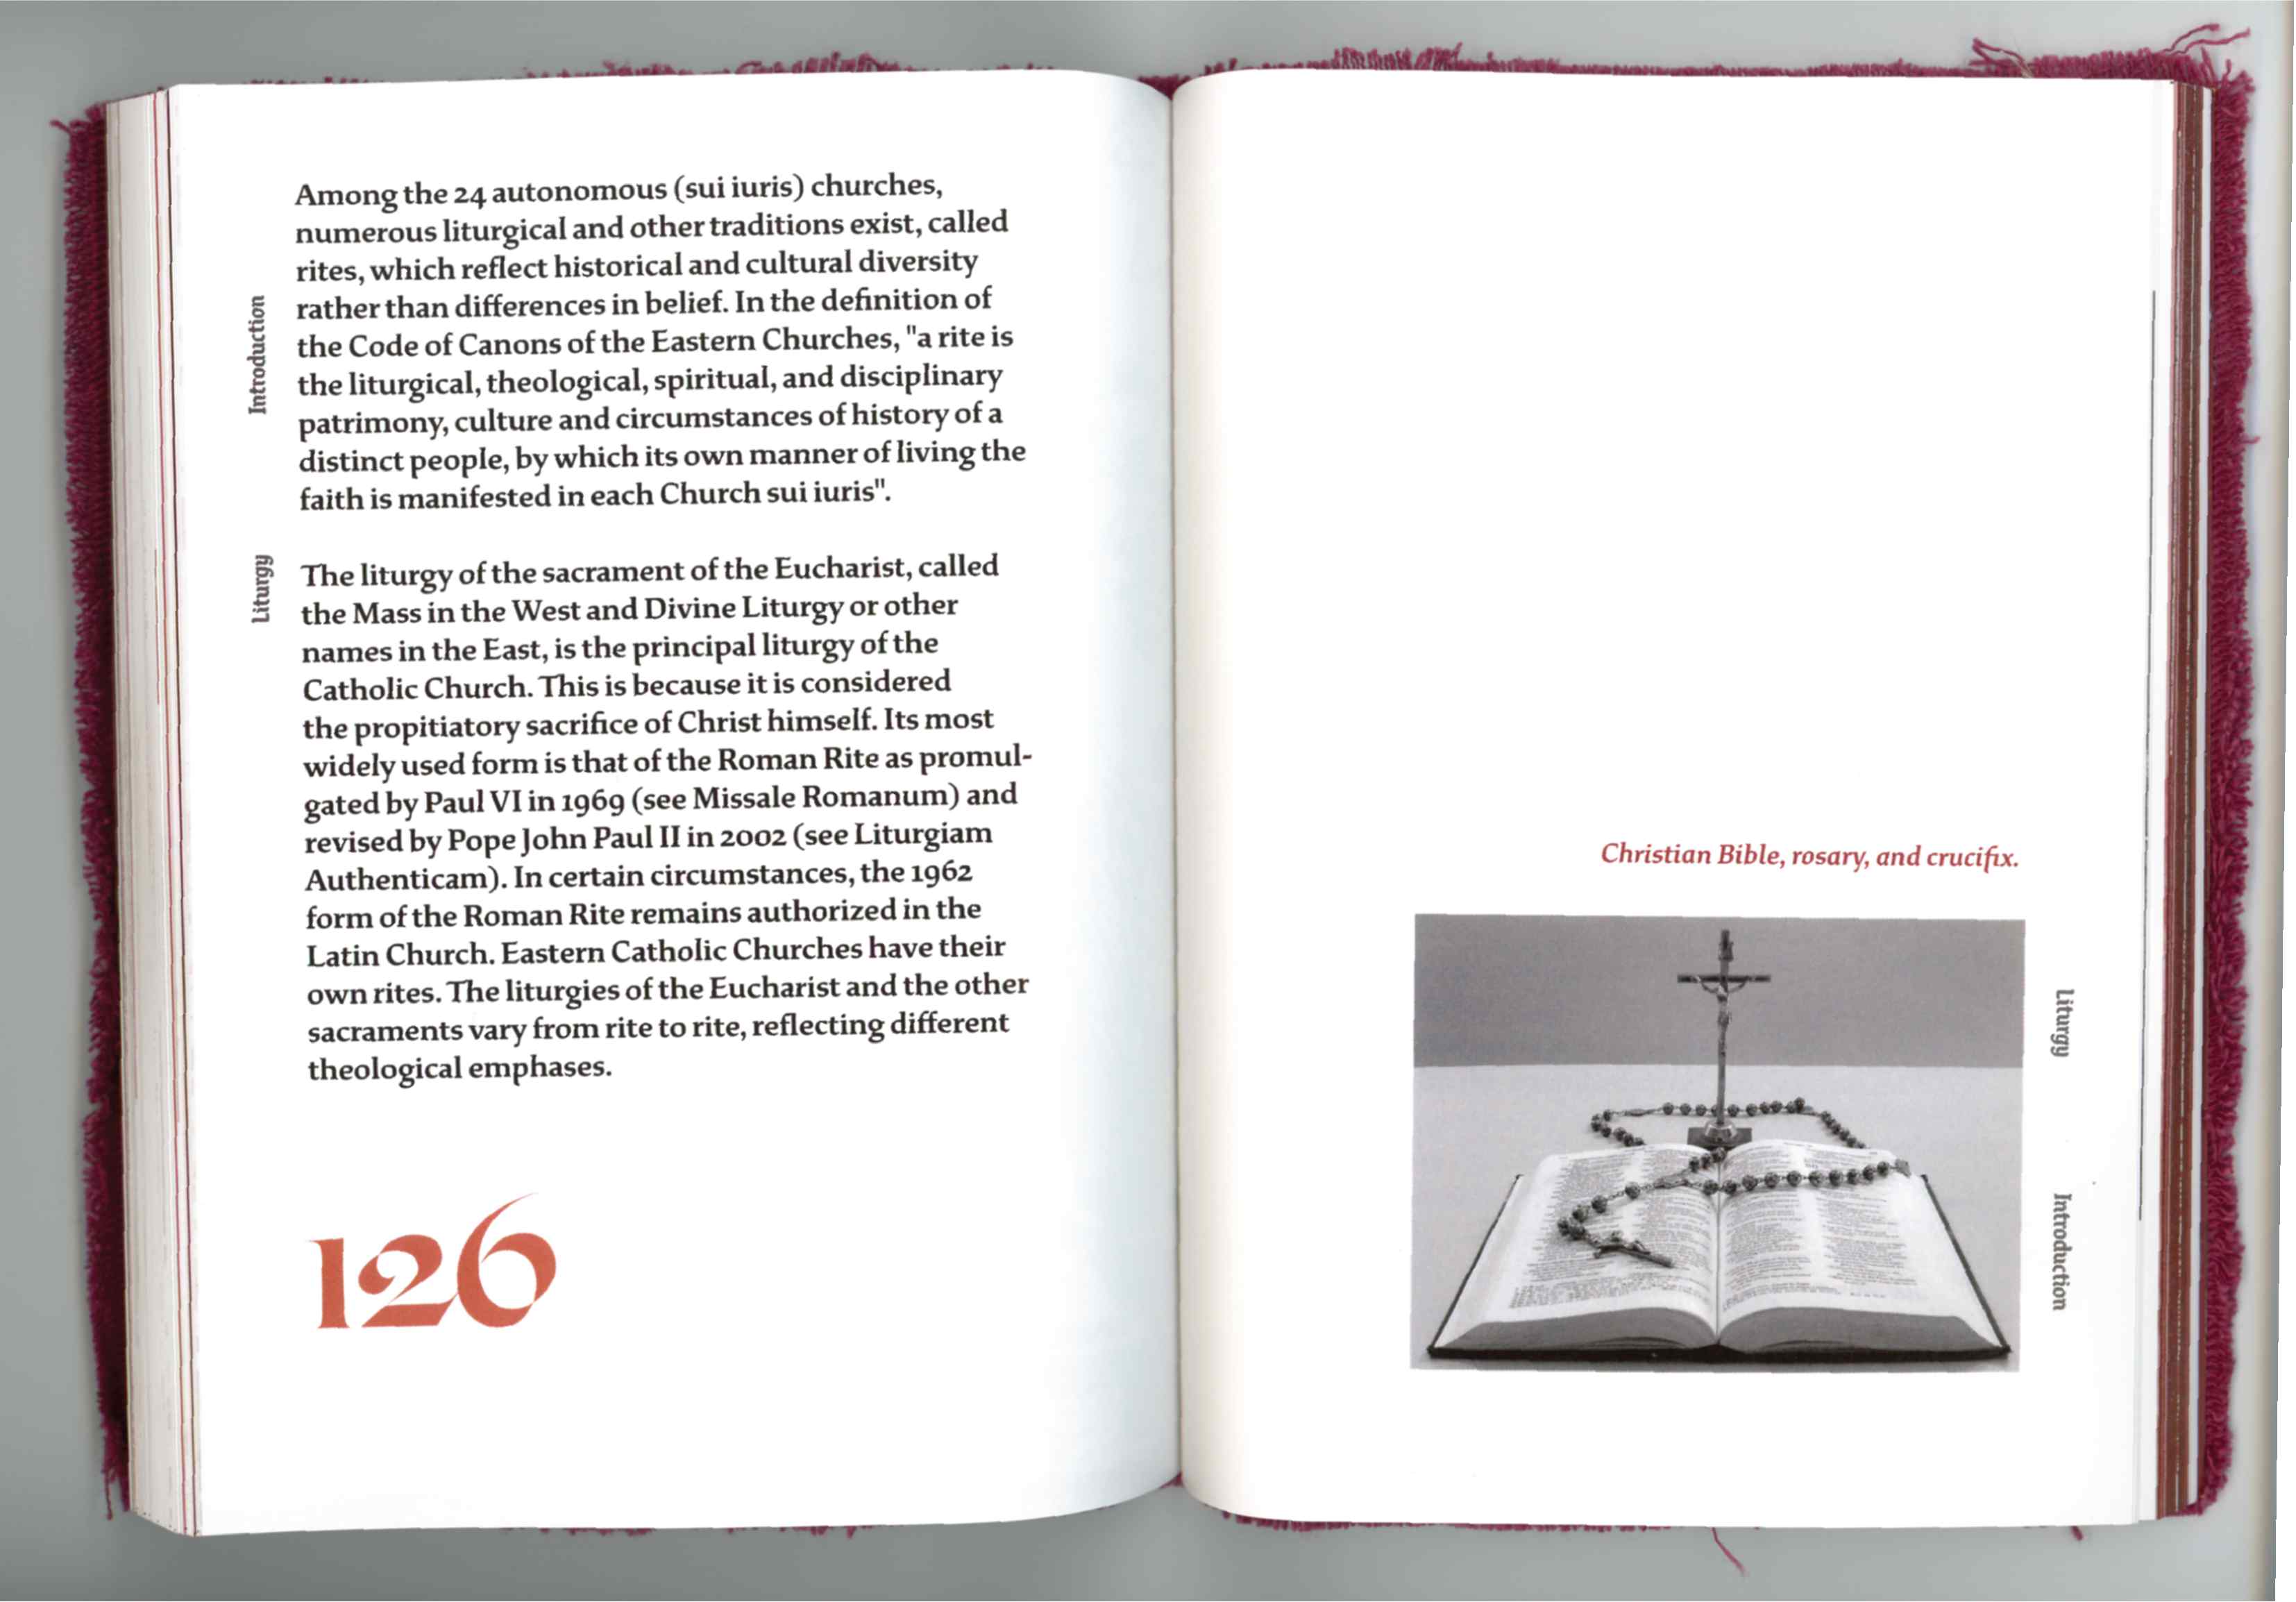 Introduction
Among the 24 autonomous (sui iuris) churches,
numerous liturgical and other traditions exist, called
rites, which reflect historical and cultural diversity
rather than differences in belief. In the definition of
the Code of Canons of the Eastern Churches, "a rite is
the liturgical, theological, spiritual, and disciplinary
patrimony, culture and circumstances of history of a
distinct people, by which its own manner of living the
faith is manifested in each Church sui iuris".
Liturgy
The liturgy of the sacrament of the Eucharist, called
the Mass in the West and Divine Liturgy or other
names in the East, is the principal liturgy of the
Catholic Church. This is because it is considered
the propitiatory sacrifice of Christ himself. Its most
widely used form is that of the Roman Rite as promul-
gated by Paul VI in 1969 (see Missale Romanum) and
revised by Pope John Paul II in 2002 (see Liturgiam
Authenticam). In certain circumstances, the 1962
form of the Roman Rite remains authorized in the
Latin Church. Eastern Catholic Churches have their
own rites. The liturgies of the Eucharist and the other
sacraments vary from rite to rite, reflecting different
theological emphases.
126
Christian Bible, rosary, and crucifix.
Liturgy
Introduction